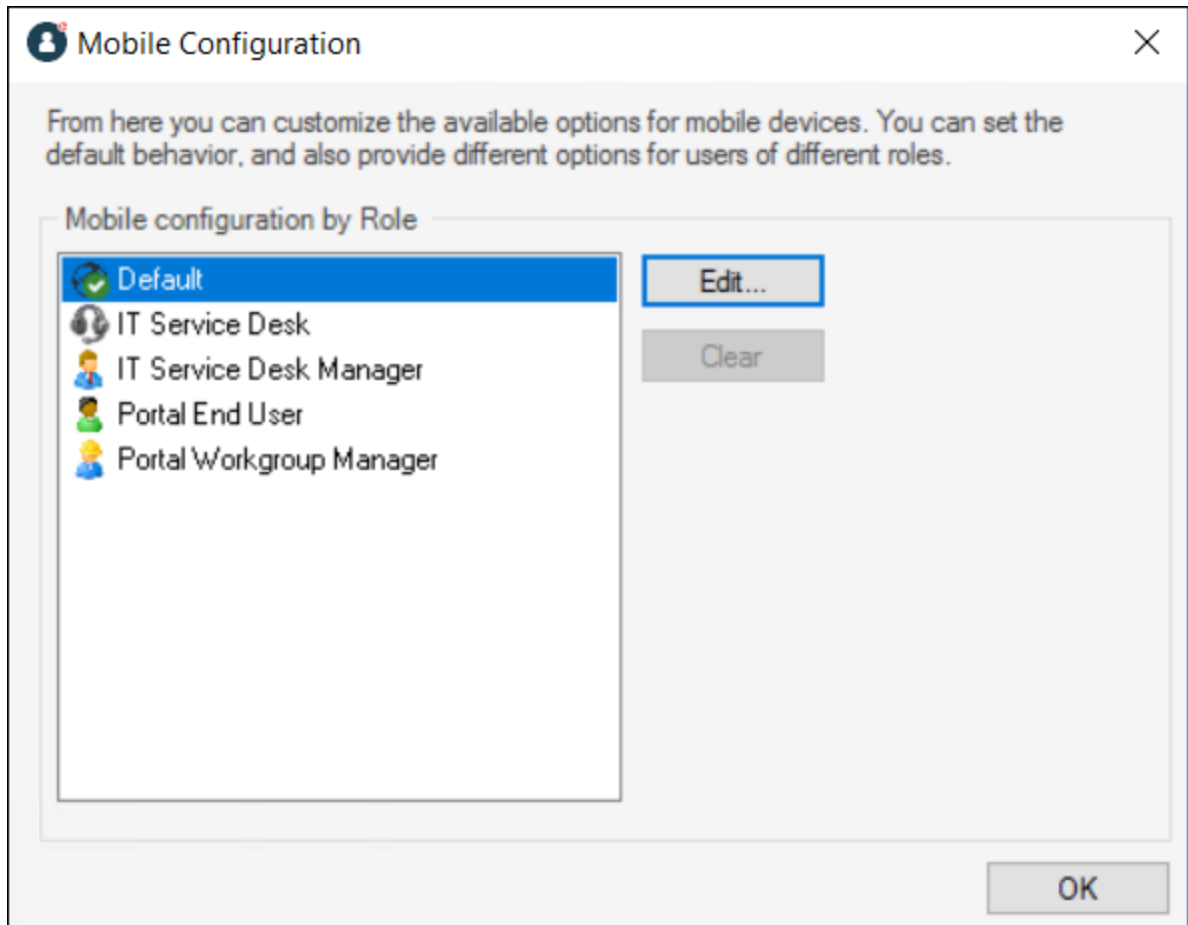 Mobile Configuration
From here you can customize the available options for mobile devices. You can set the
default behavior, and also provide different options for users of different roles.
Mobile configuration by Role
Default
Edit...
IT Service Desk
Clear
IT Service Desk Manager
Portal End User
Portal Workgroup Manager
OK